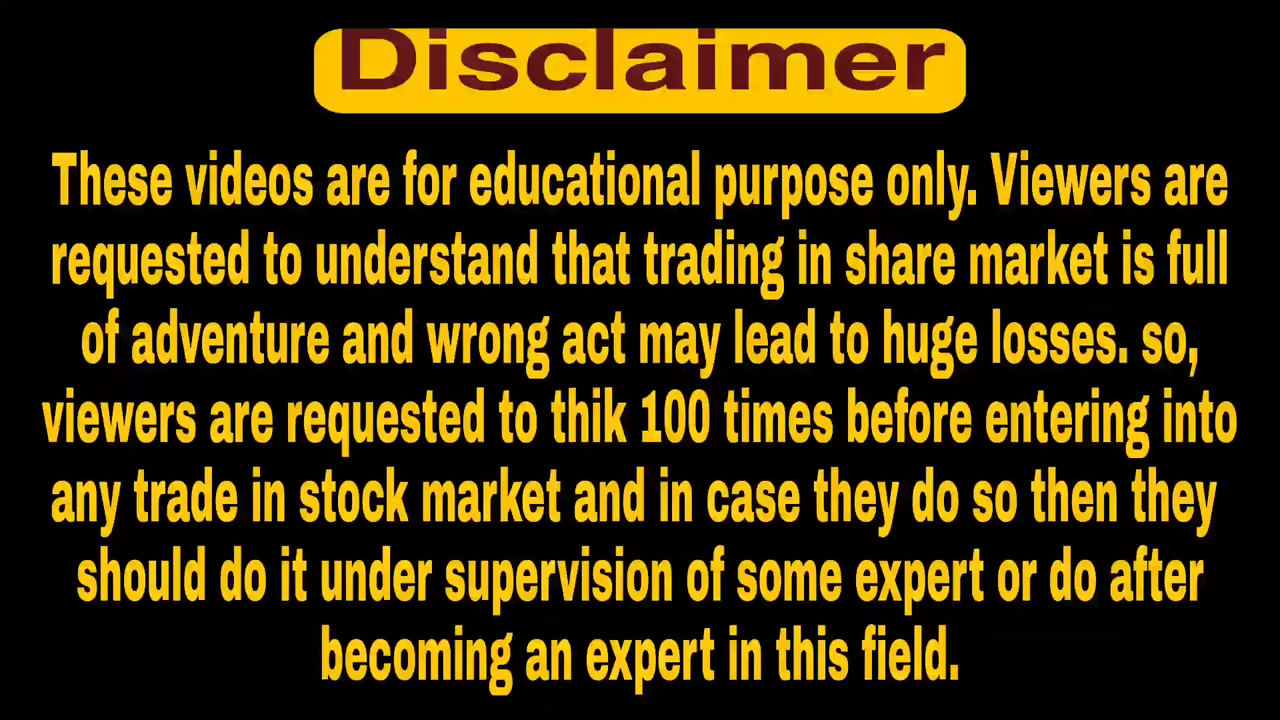 Disclaimer
These videos are for educational purpose only. Viewers are
requested to understand that trading in share market is full
of adventure and wrong act may lead to huge losses. so,
viewers are requested to thik 100 times before entering into
any trade in stock market and in case they do so then they
should do it under supervision of some expert or do after
becoming an expert in this field.